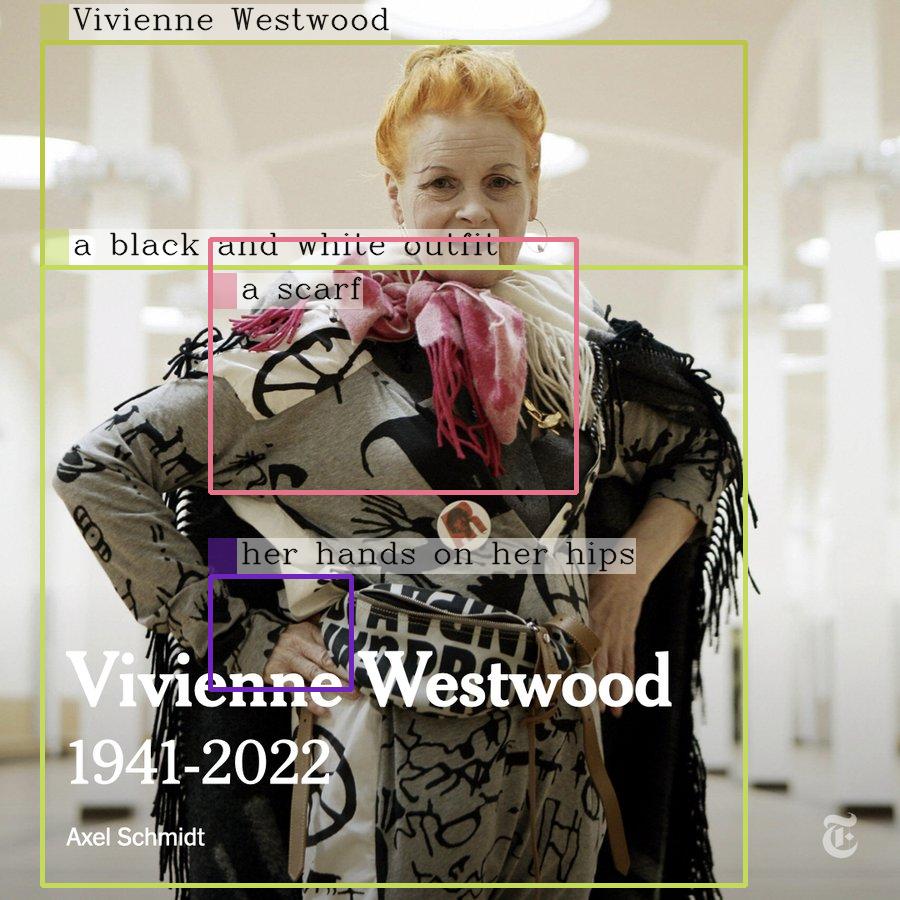 Vivienne Westwood
a black and white outfit
a scarf
her hands on her hips
Vivienne Westwood
1941-2022
Axel Schmidt
T